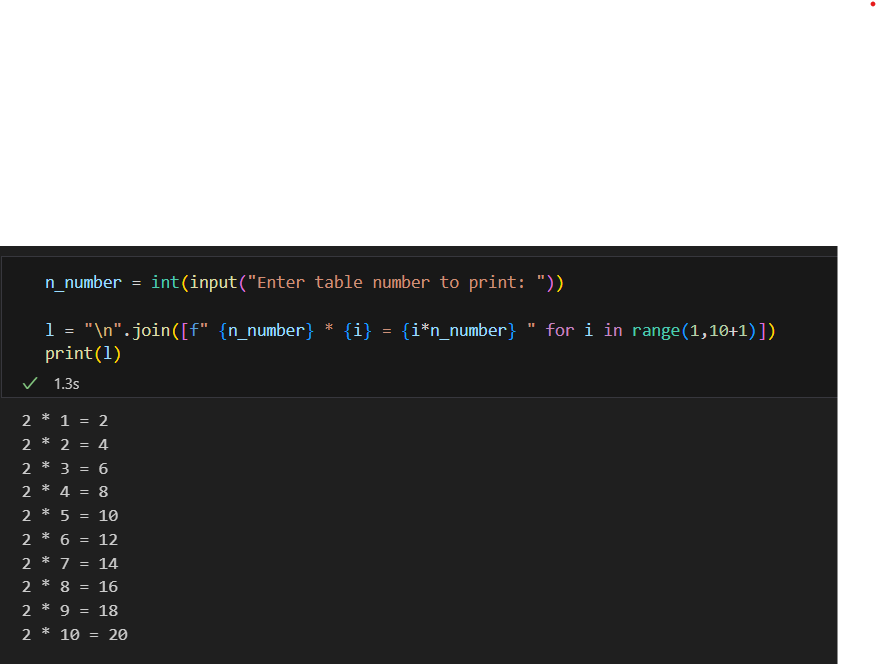 n_number = int(input("Enter table number to print: "))
l = "\n".join([f" {n_number} * {i} = {i*n_number} " for i in range(1,10+1)])
print(l)
✓ 1.3s
2 * 1 = 2
2 * 2 = 4
2 * 3 = 6
2 * 4 = 8
2 * 5 = 10
2 * 6 = 12
2 * 7 = 14
2 * 8 = 16
2 * 9 = 18
2 * 10 = 20